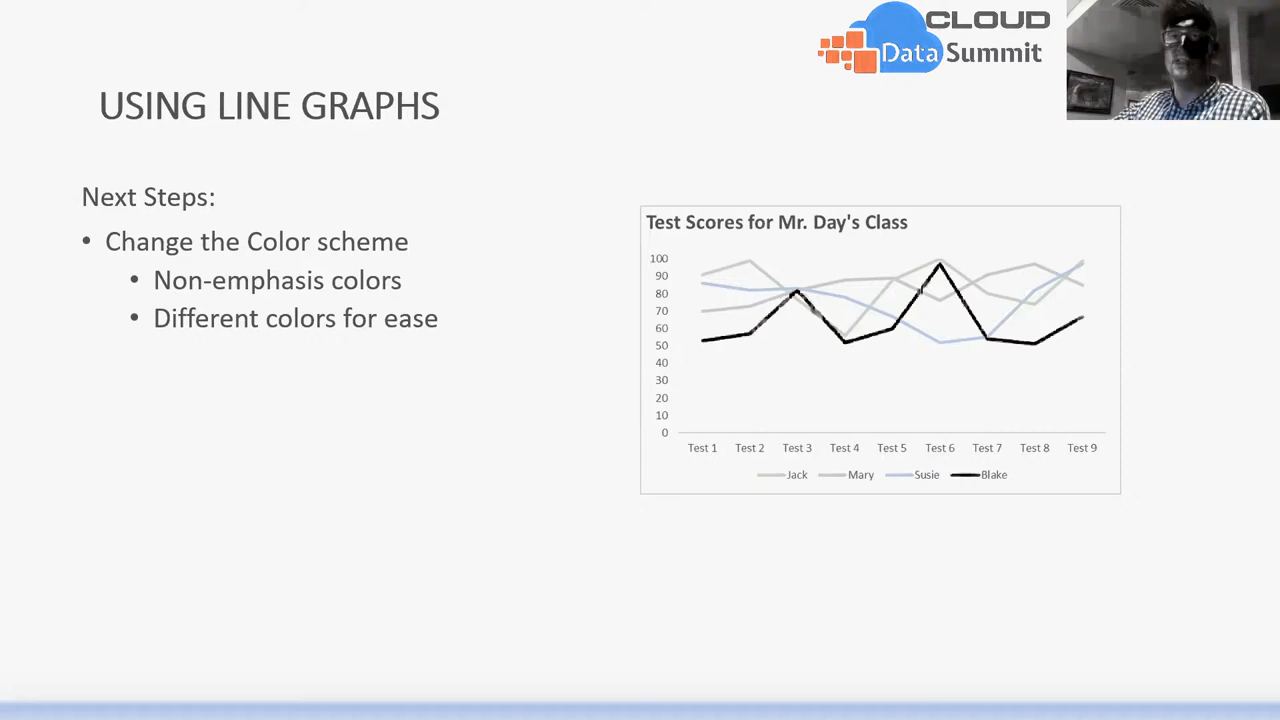 CLOUD
Data Summit
USING LINE GRAPHS
Next Steps:
• Change the Color scheme
• Non-emphasis colors
• Different colors for ease
Test Scores for Mr. Day's Class
100
90
80
70
60
50
40
30
20
10
0
Test 1 Test 2 Test 3 Test 4 Test 5 Test 6 Test 7 Test 8 Test 9
Jack Mary Susie Blake